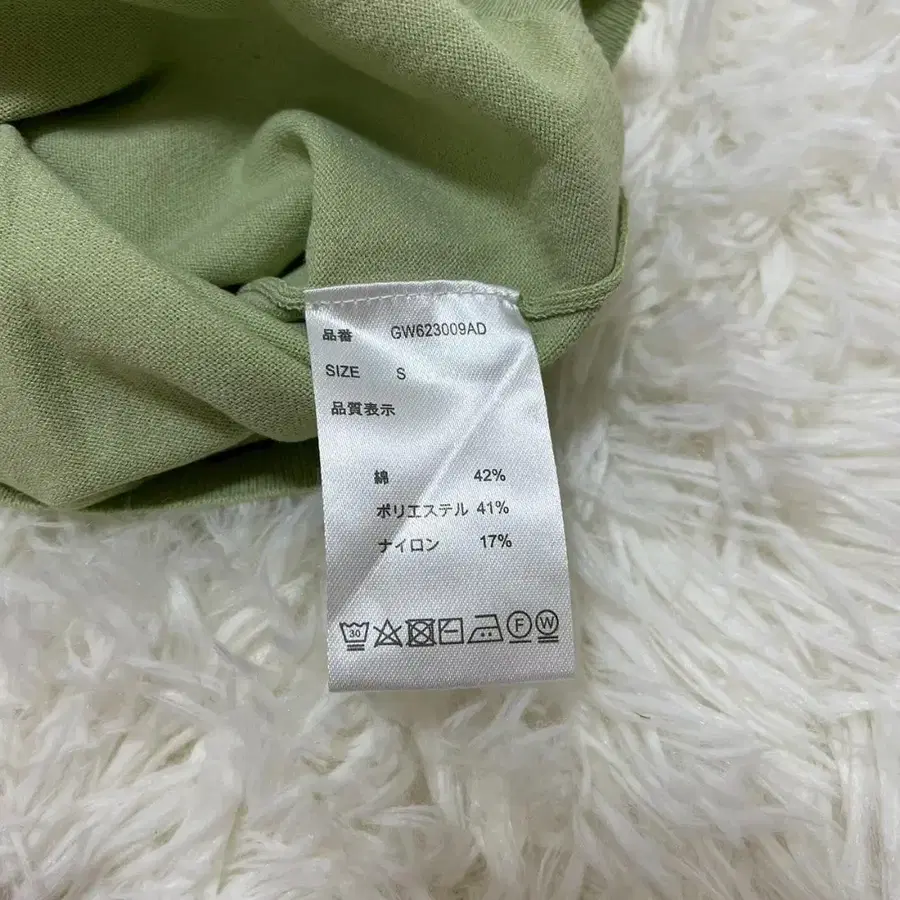 品番 GW623009AD
SIZE S
品質表示
綿 42%
ポリエステル 41%
ナイロン 17%
30 F W